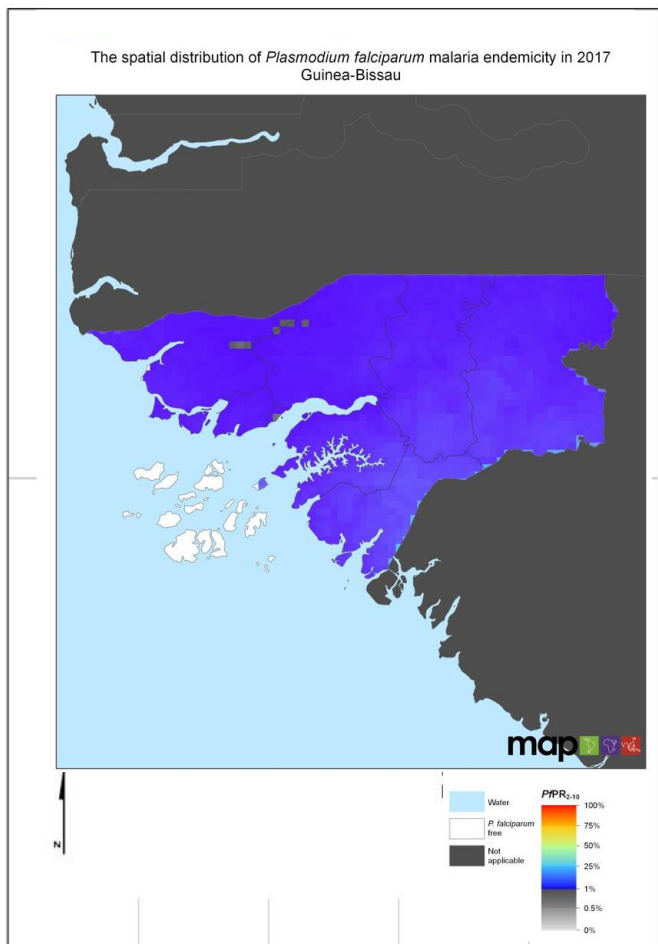 The spatial distribution of Plasmodium falciparum malaria endemicity in 2017
Guinea-Bissau
map
N
Water
P. falciparum
free
Not
applicable
PfPR2-10
100%
75%
50%
25%
1%
0.5%
0%